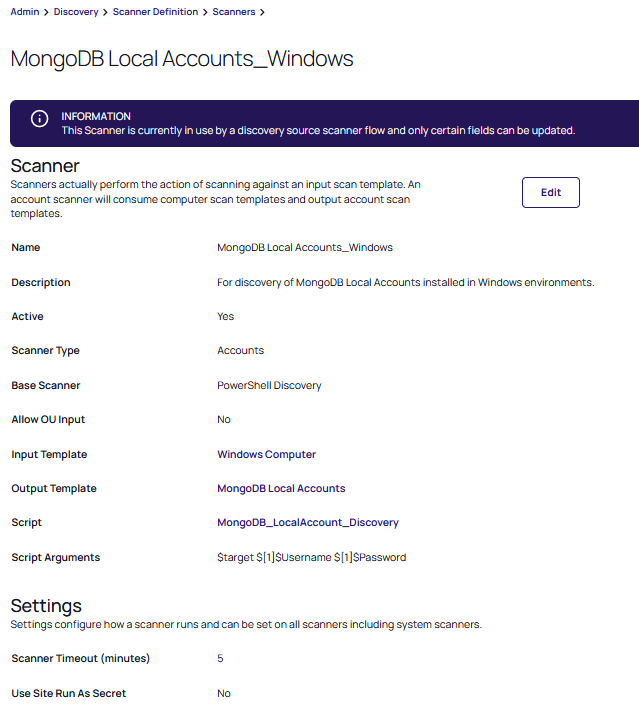 Admin > Discovery > Scanner Definition > Scanners >
MongoDB Local Accounts_Windows
INFORMATION
This Scanner is currently in use by a discovery source scanner flow and only certain fields can be updated.
Scanner
Scanners actually perform the action of scanning against an input scan template. An
account scanner will consume computer scan templates and output account scan
templates.
Edit
Name MongoDB Local Accounts_Windows
Description For discovery of MongoDB Local Accounts installed in Windows environments.
Active Yes
Scanner Type Accounts
Base Scanner PowerShell Discovery
Allow OU Input No
Input Template Windows Computer
Output Template MongoDB Local Accounts
Script MongoDB_LocalAccount_Discovery
Script Arguments $target $[1]$Username $[1]$Password
Settings
Settings configure how a scanner runs and can be set on all scanners including system scanners.
Scanner Timeout (minutes) 5
Use Site Run As Secret No